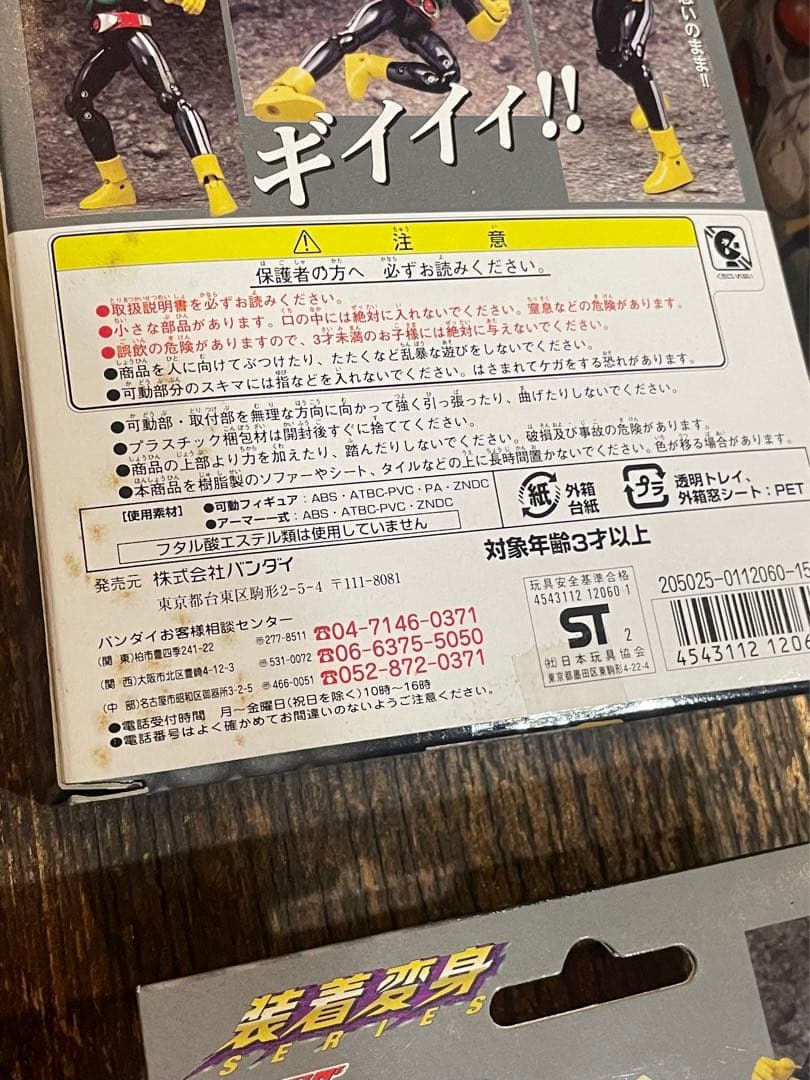 思いのまま!!
ギイイィ!!
⚠ 注意
保護者の方へ 必ずお読みください。
●取扱説明書を必ずお読みください。
●小さな部品があります。口の中には絶対に入れないでください。窒息などの危険があります。
●誤飲の危険がありますので、3才未満のお子様には絶対に与えないでください。
●商品を人に向けてぶつけたり、たたくなど乱暴な遊びをしないでください。
●可動部分のスキマには指などを入れないでください。はさまれてケガをする恐れがあります。
くちにいれない
●可動部・取付部を無理な方向に向かって強く引っ張ったり、曲げたりしないでください。
●プラスチック梱包材は開封後すぐに捨ててください。
●商品の上部より力を加えたり、踏んだりしないでください。破損及び事故の危険があります。
●本商品を樹脂製のソファーやシート、タイルなどの上に長時間置かないでください。色が移る場合があります。
【使用素材】
●可動フィギュア:ABS・ATBC-PVC・PA・ZNDC
●アーマー一式:ABS・ATBC-PVC・ZNDC
フタル酸エステル類は使用していません
紙 外箱 台紙
プラ 透明トレイ、外箱窓シート:PET
対象年齢3才以上
発売元 株式会社バンダイ
東京都台東区駒形2-5-4 〒111-8081
バンダイお客様相談センター
(関 東)柏市豊四季241-22 〒277-8511 ☎04-7146-0371
(関 西)大阪市北区豊崎4-12-3 〒531-0072 ☎06-6375-5050
(中 部)名古屋市昭和区御器所3-2-5 〒466-0051 ☎052-872-0371
●電話受付時間 月〜金曜日(祝日を除く)10時〜16時
●電話番号はよく確かめてお間違いのないようご注意ください。
玩具安全基準合格
4543112 12060 1
ST 2
(社)日本玩具協会
東京都墨田区東駒形4-22-4
205025-0112060-15
4543112 1206
装着変身
SERIES